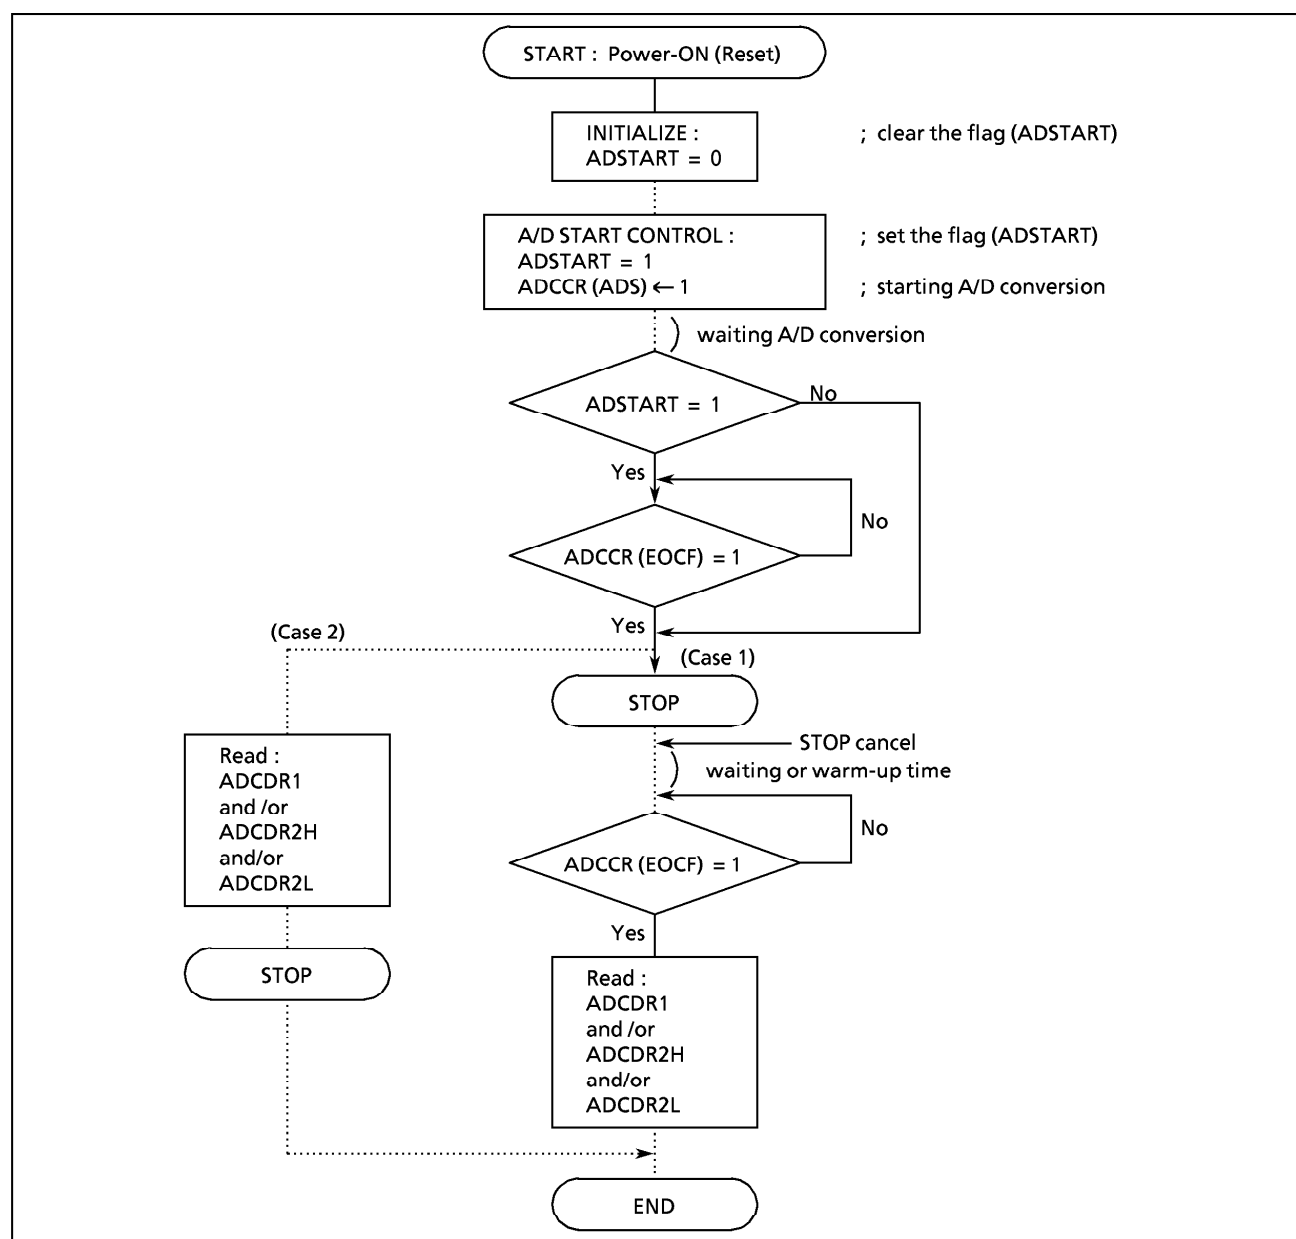 START : Power-ON (Reset)
INITIALIZE :
ADSTART = 0
; clear the flag (ADSTART)
A/D START CONTROL :
ADSTART = 1
ADCCR (ADS) ← 1
; set the flag (ADSTART)
; starting A/D conversion
waiting A/D conversion
ADSTART = 1
No
Yes
No
ADCCR (EOCF) = 1
Yes
(Case 2)
(Case 1)
STOP
STOP cancel
waiting or warm-up time
Read :
ADCDR1
and /or
ADCDR2H
and/or
ADCDR2L
No
ADCCR (EOCF) = 1
Yes
STOP
Read :
ADCDR1
and /or
ADCDR2H
and/or
ADCDR2L
END